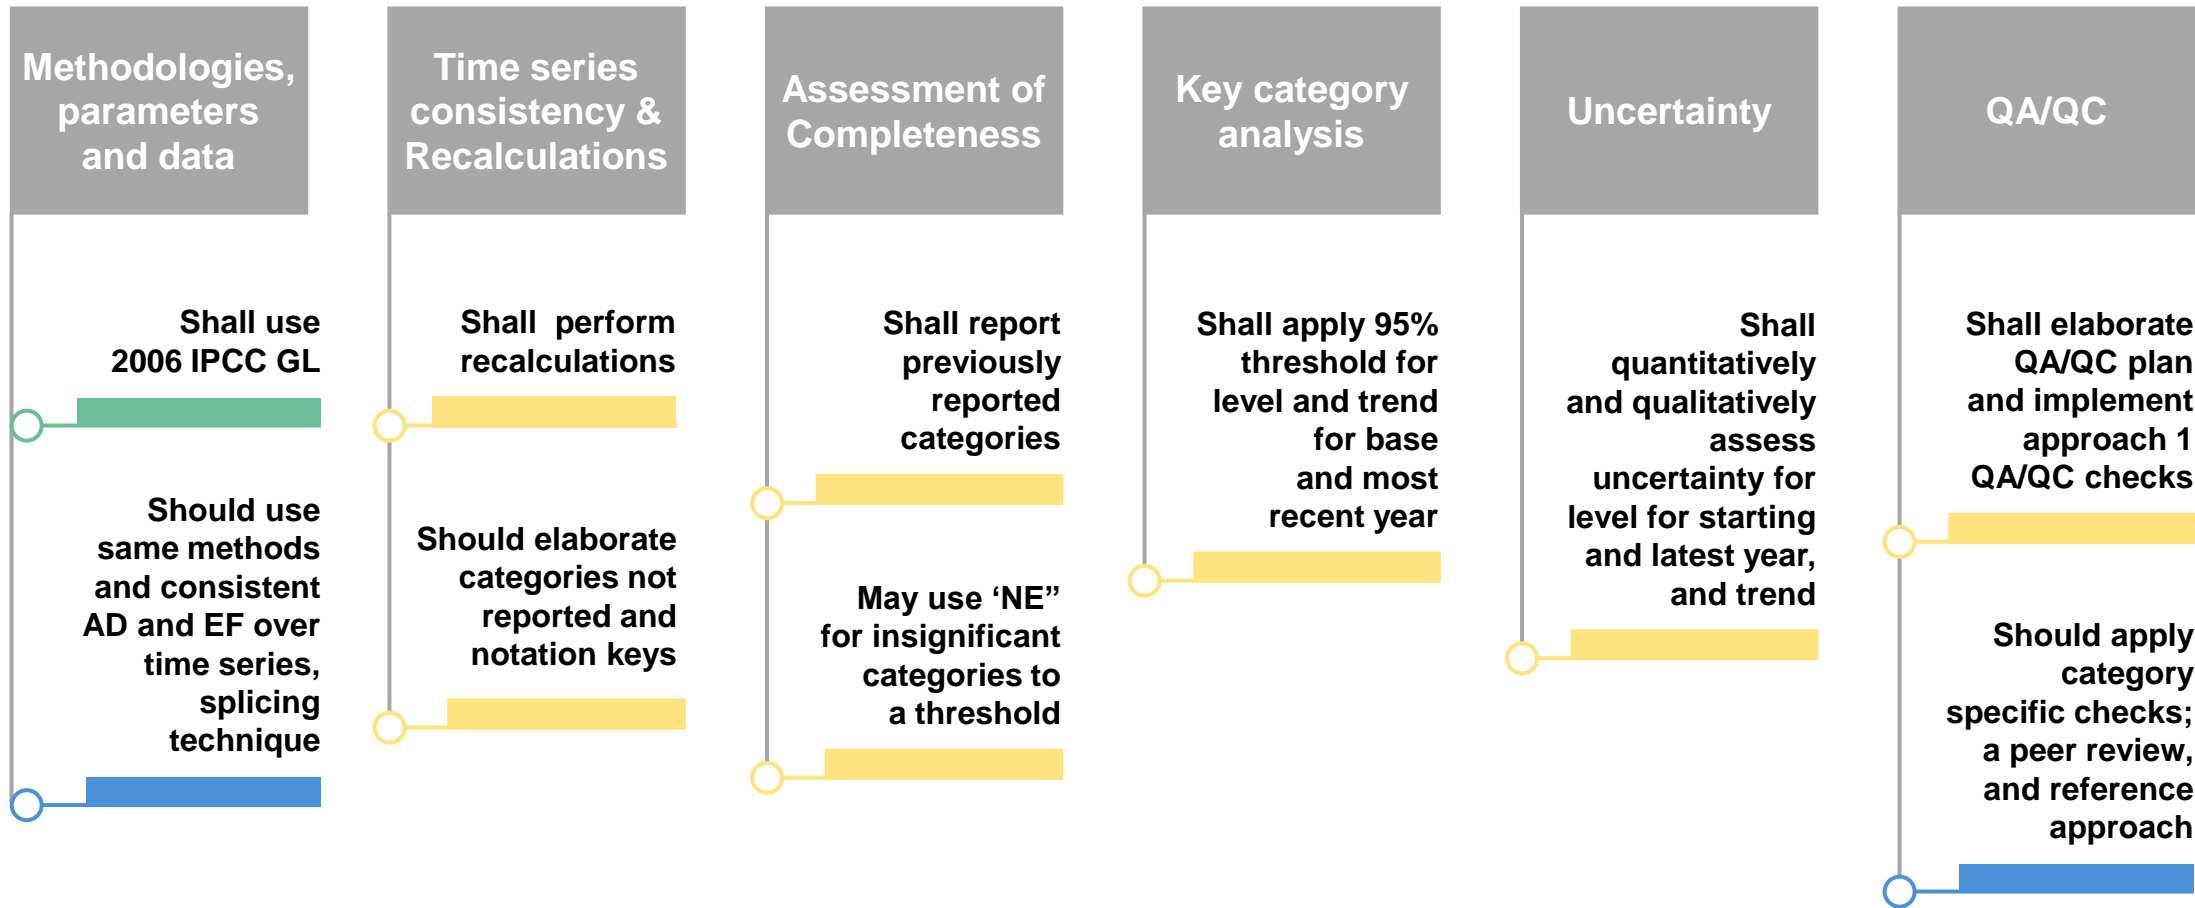 Methodologies,
parameters
and data
Shall use
2006 IPCC GL
Should use
same methods
and consistent
AD and EF over
time series,
splicing
technique
Time series
consistency &
Recalculations
Shall  perform
recalculations
Should elaborate
categories not
reported and
notation keys
Assessment of
Completeness
Shall report
previously
reported
categories
May use ‘NE”
for insignificant
categories to
a threshold
Key category
analysis
Shall apply 95%
threshold for
level and trend
for base
and most
recent year
Uncertainty
Shall
quantitatively
and qualitatively
assess
uncertainty for
level for starting
and latest year,
and trend
QA/QC
Shall elaborate
QA/QC plan
and implement
approach 1
QA/QC checks
Should apply
category
specific checks;
a peer review,
and reference
approach